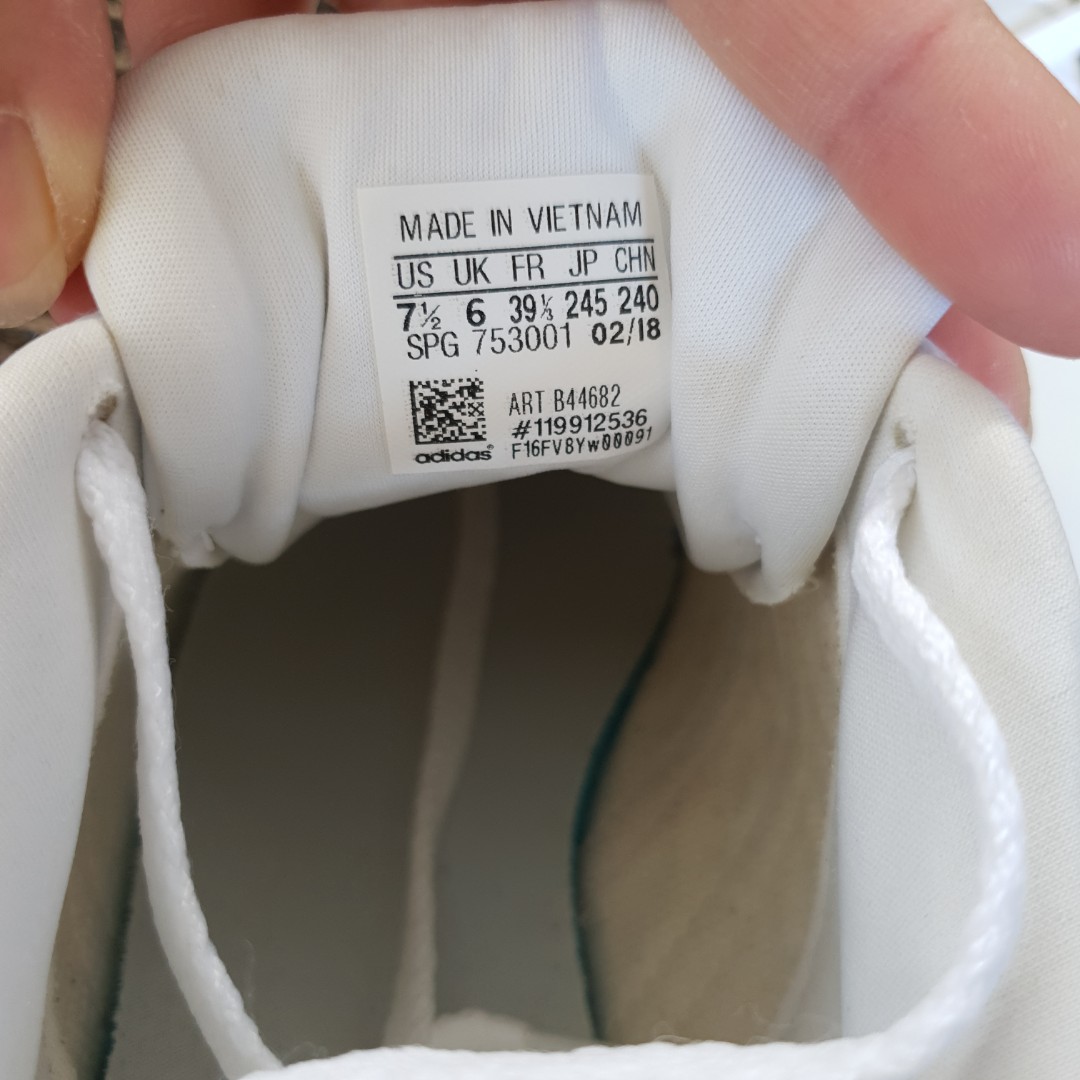 MADE IN VIETNAM
US UK FR JP CHN
7½ 6 39⅓ 245 240
SPG 753001 02/18
ART B44682
#119912536
adidas® F16FV8Yw00091